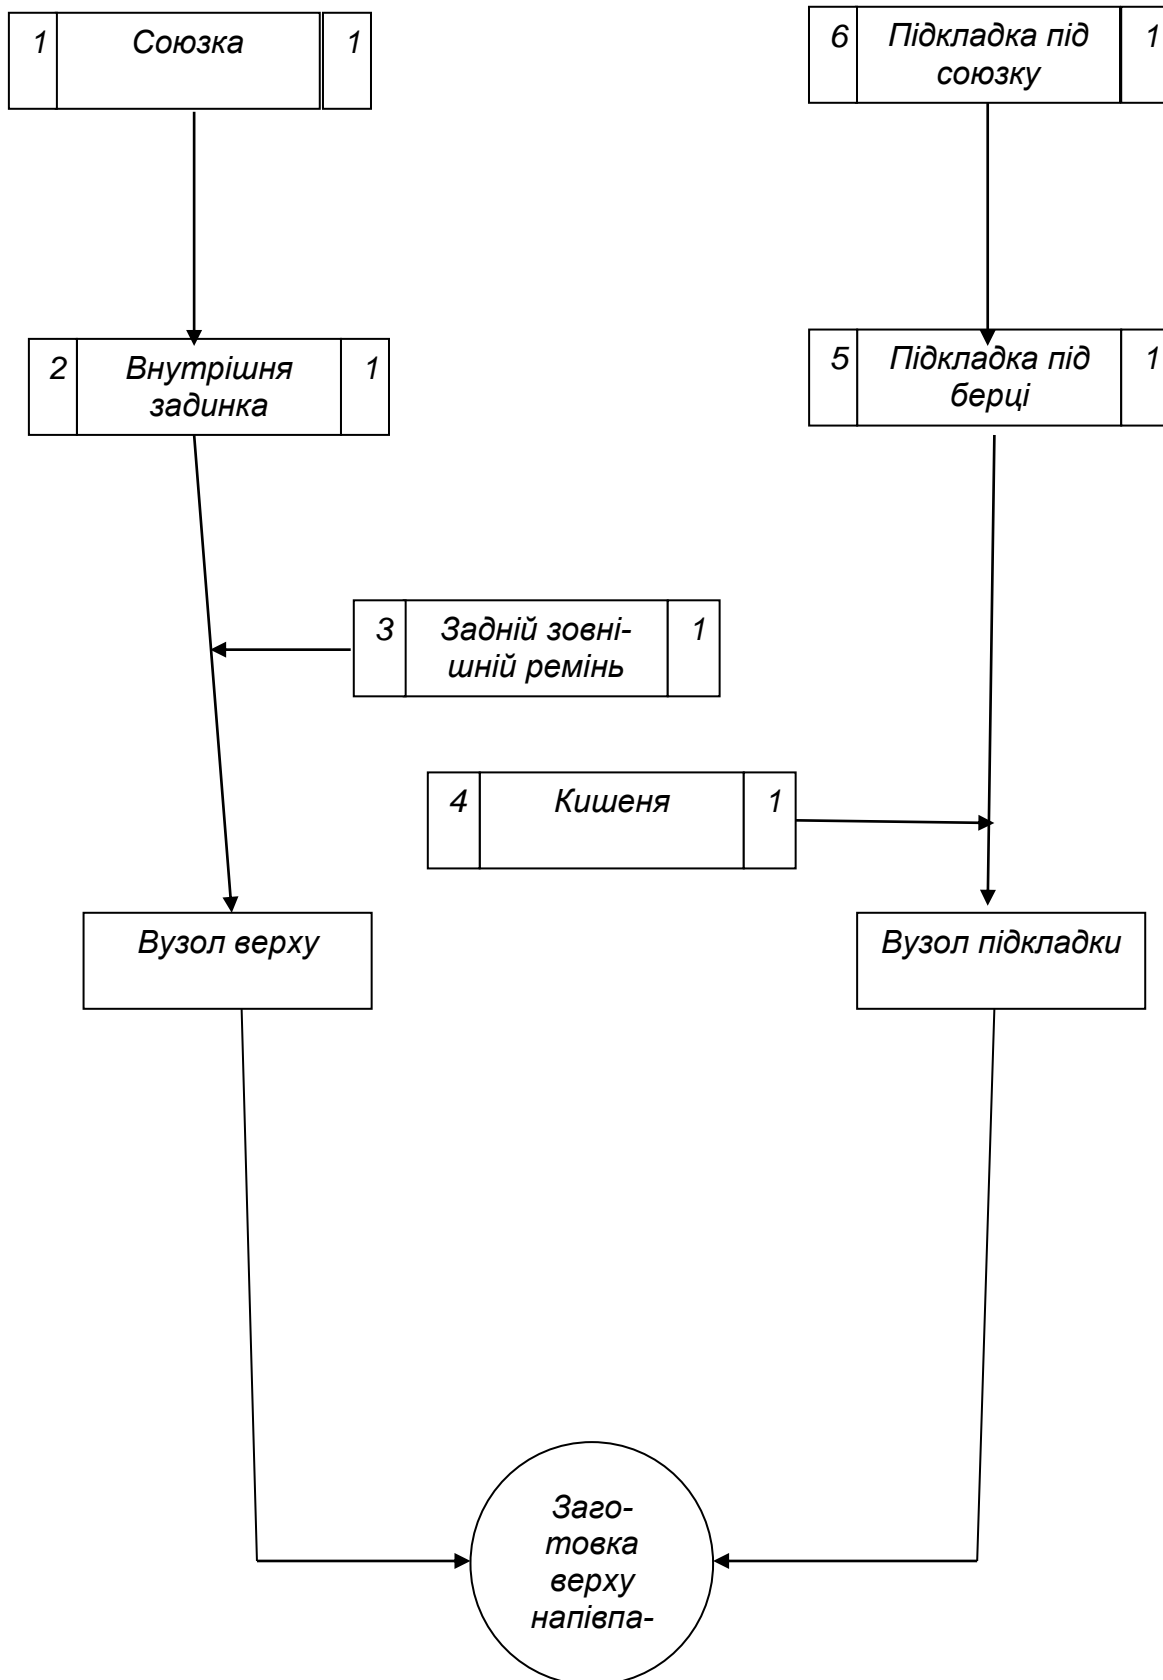 1 Союзка 1
6 Підкладка під 1
союзку
2 Внутрішня 1
задинка
5 Підкладка під 1
берці
3 Задній зовні- 1
шній ремінь
4 Кишеня 1
Вузол верху
Вузол підкладки
Заго-
товка
верху
напівпа-